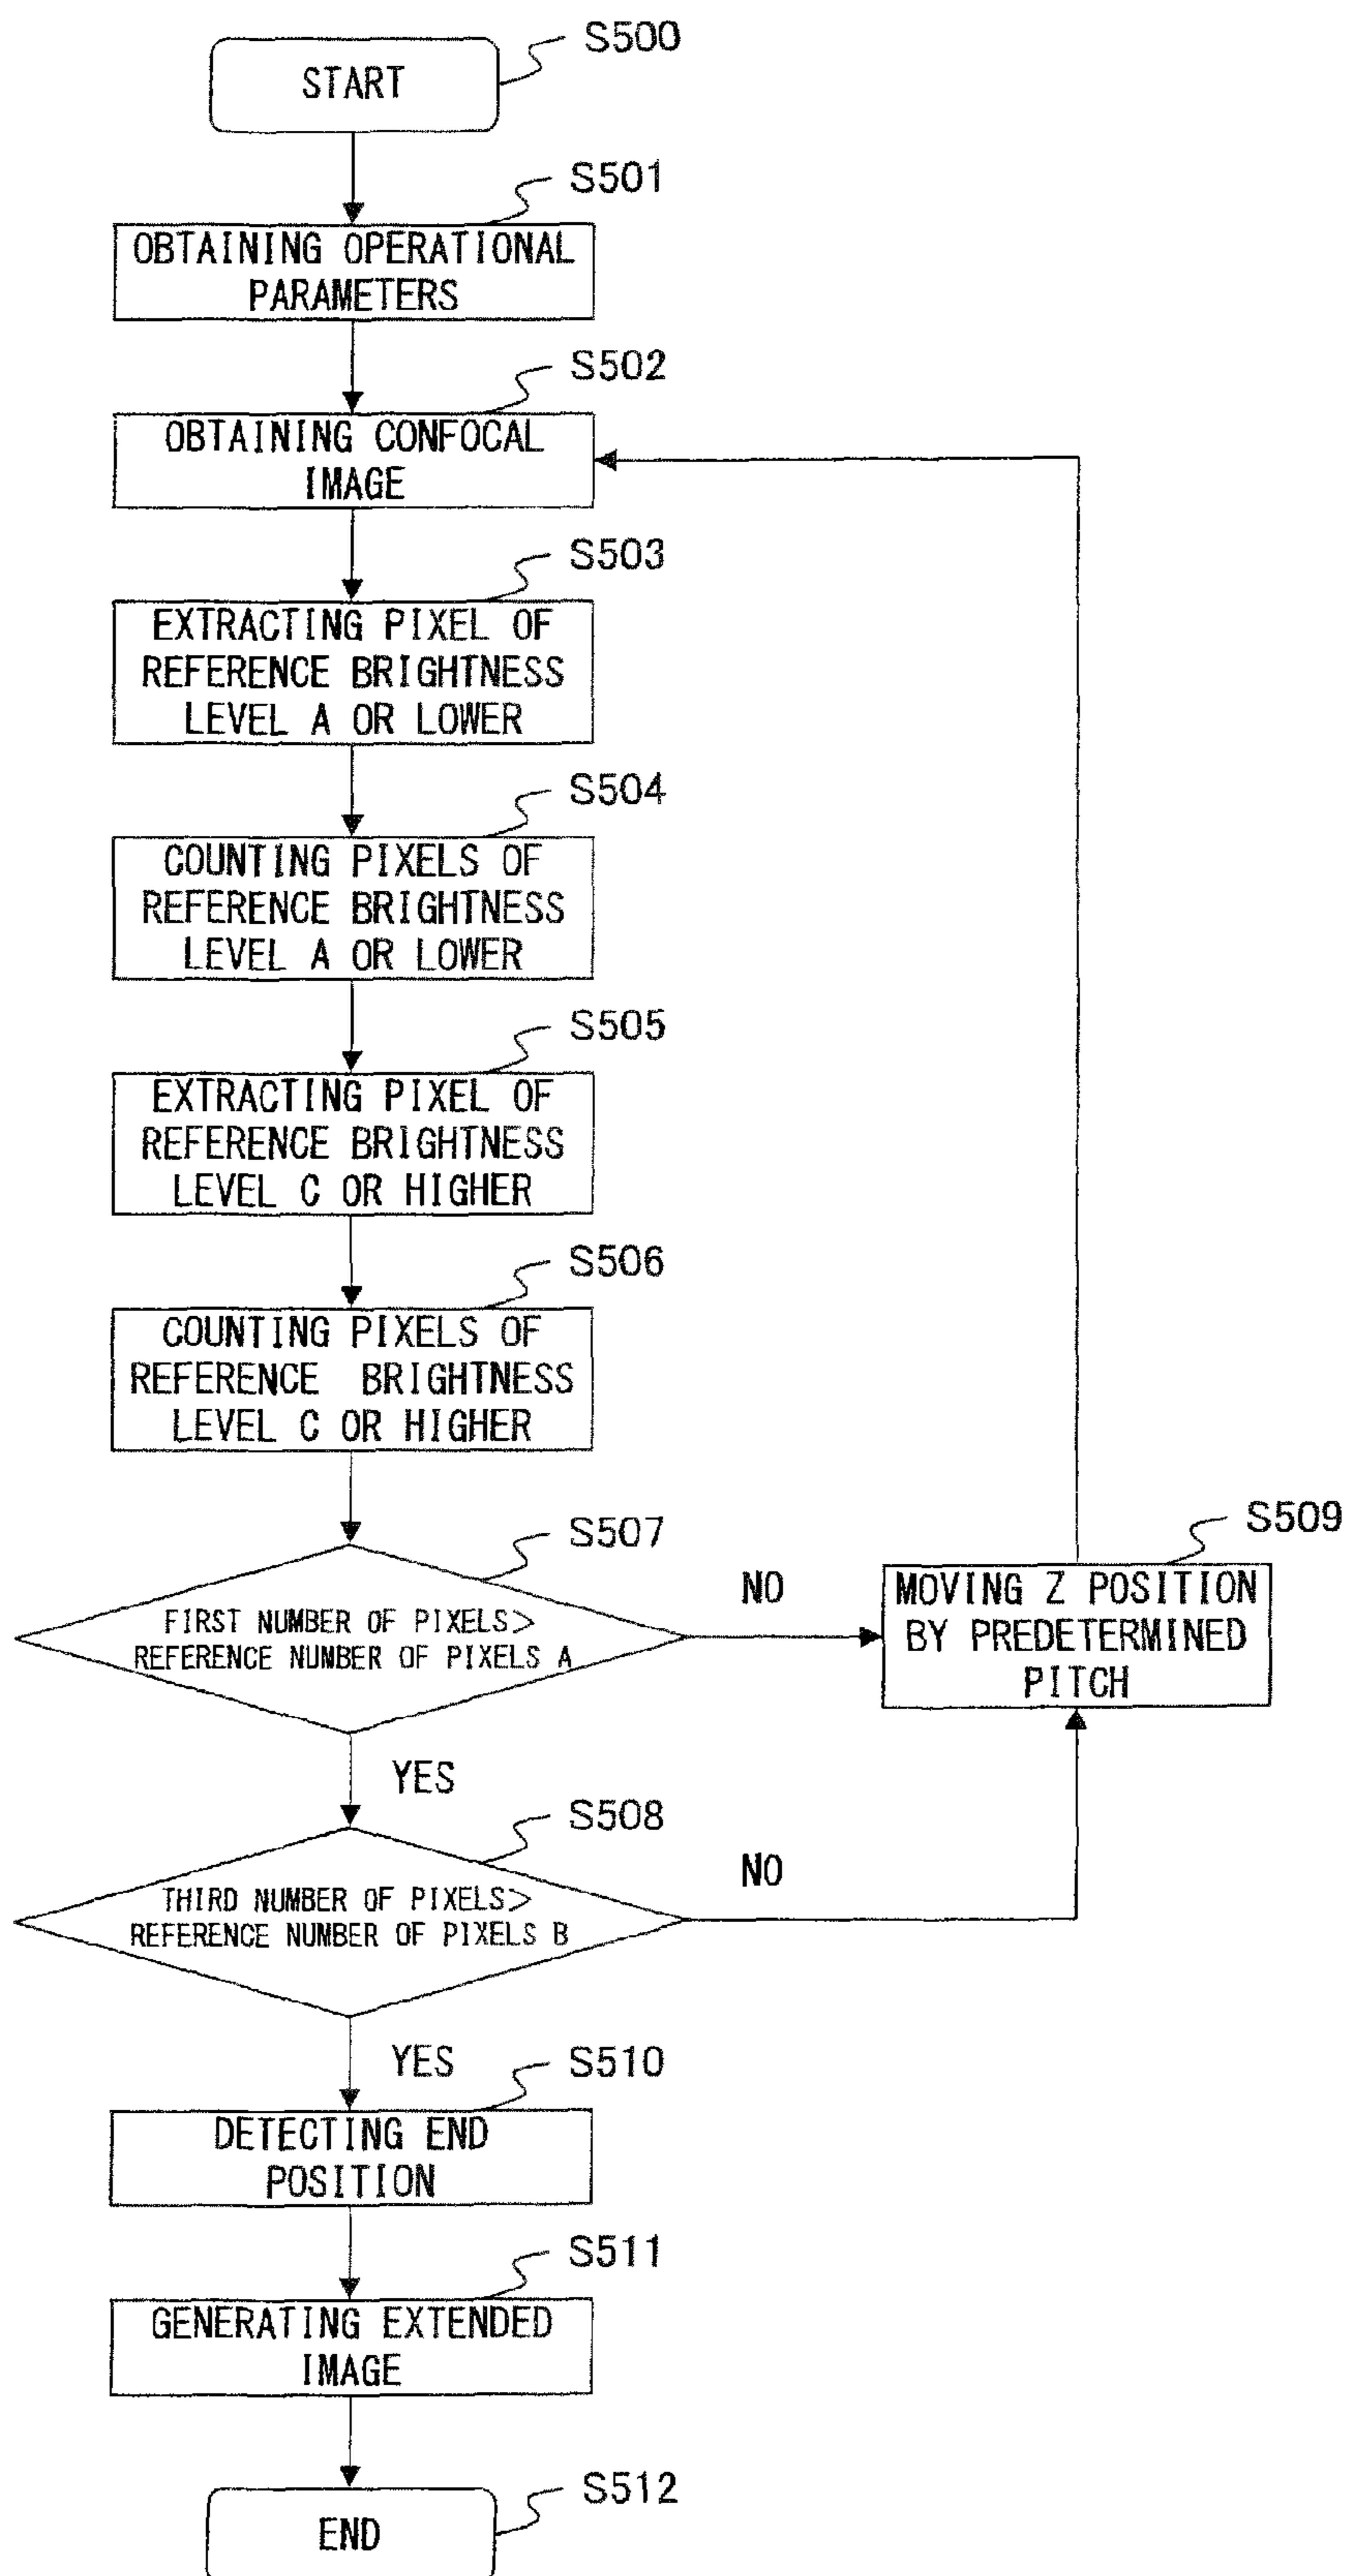 S500
START
S501
OBTAINING OPERATIONAL
PARAMETERS
S502
OBTAINING CONFOCAL
IMAGE
S503
EXTRACTING PIXEL OF
REFERENCE BRIGHTNESS
LEVEL A OR LOWER
S504
COUNTING PIXELS OF
REFERENCE BRIGHTNESS
LEVEL A OR LOWER
S505
EXTRACTING PIXEL OF
REFERENCE BRIGHTNESS
LEVEL C OR HIGHER
S506
COUNTING PIXELS OF
REFERENCE BRIGHTNESS
LEVEL C OR HIGHER
S507
FIRST NUMBER OF PIXELS>
REFERENCE NUMBER OF PIXELS A
NO
S509
MOVING Z POSITION
BY PREDETERMINED
PITCH
YES
S508
THIRD NUMBER OF PIXELS>
REFERENCE NUMBER OF PIXELS B
NO
YES
S510
DETECTING END
POSITION
S511
GENERATING EXTENDED
IMAGE
S512
END